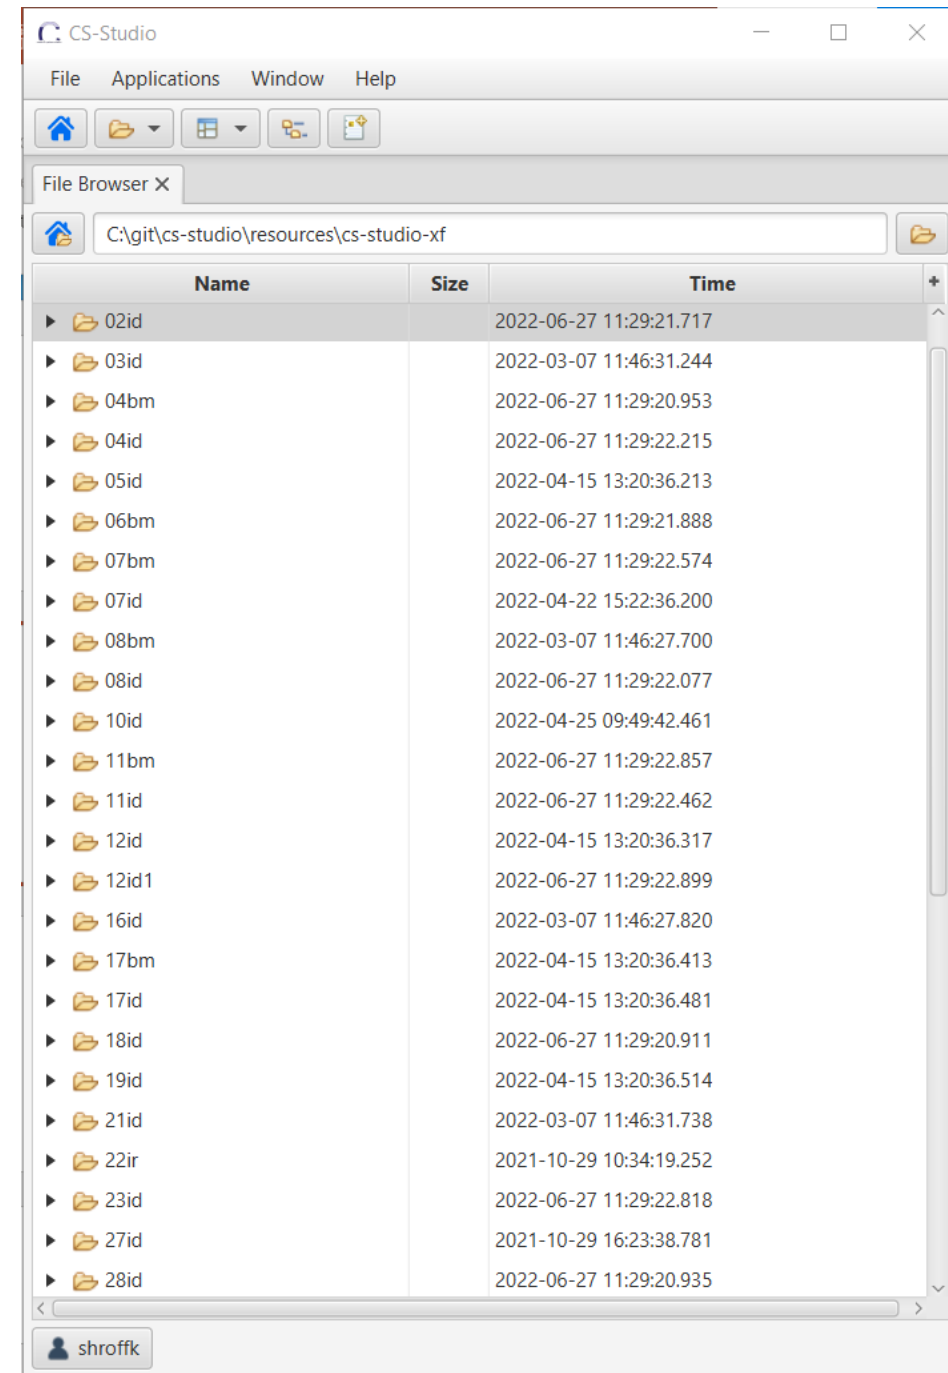 CS-Studio
File Applications Window Help
File Browser
C:\git\cs-studio\resources\cs-studio-xf
Name Size Time
02id 2022-06-27 11:29:21.717
03id 2022-03-07 11:46:31.244
04bm 2022-06-27 11:29:20.953
04id 2022-06-27 11:29:22.215
05id 2022-04-15 13:20:36.213
06bm 2022-06-27 11:29:21.888
07bm 2022-06-27 11:29:22.574
07id 2022-04-22 15:22:36.200
08bm 2022-03-07 11:46:27.700
08id 2022-06-27 11:29:22.077
10id 2022-04-25 09:49:42.461
11bm 2022-06-27 11:29:22.857
11id 2022-06-27 11:29:22.462
12id 2022-04-15 13:20:36.317
12id1 2022-06-27 11:29:22.899
16id 2022-03-07 11:46:27.820
17bm 2022-04-15 13:20:36.413
17id 2022-04-15 13:20:36.481
18id 2022-06-27 11:29:20.911
19id 2022-04-15 13:20:36.514
21id 2022-03-07 11:46:31.738
22ir 2021-10-29 10:34:19.252
23id 2022-06-27 11:29:22.818
27id 2021-10-29 16:23:38.781
28id 2022-06-27 11:29:20.935
shroffk